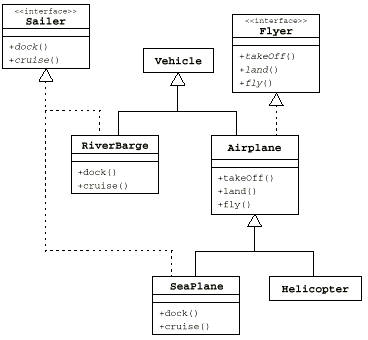 <<interface>>
Sailer
+dock()
+cruise()
<<interface>>
Flyer
+takeOff()
+land()
+fly()
Vehicle
RiverBarge
+dock()
+cruise()
Airplane
+takeOff()
+land()
+fly()
SeaPlane
+dock()
+cruise()
Helicopter